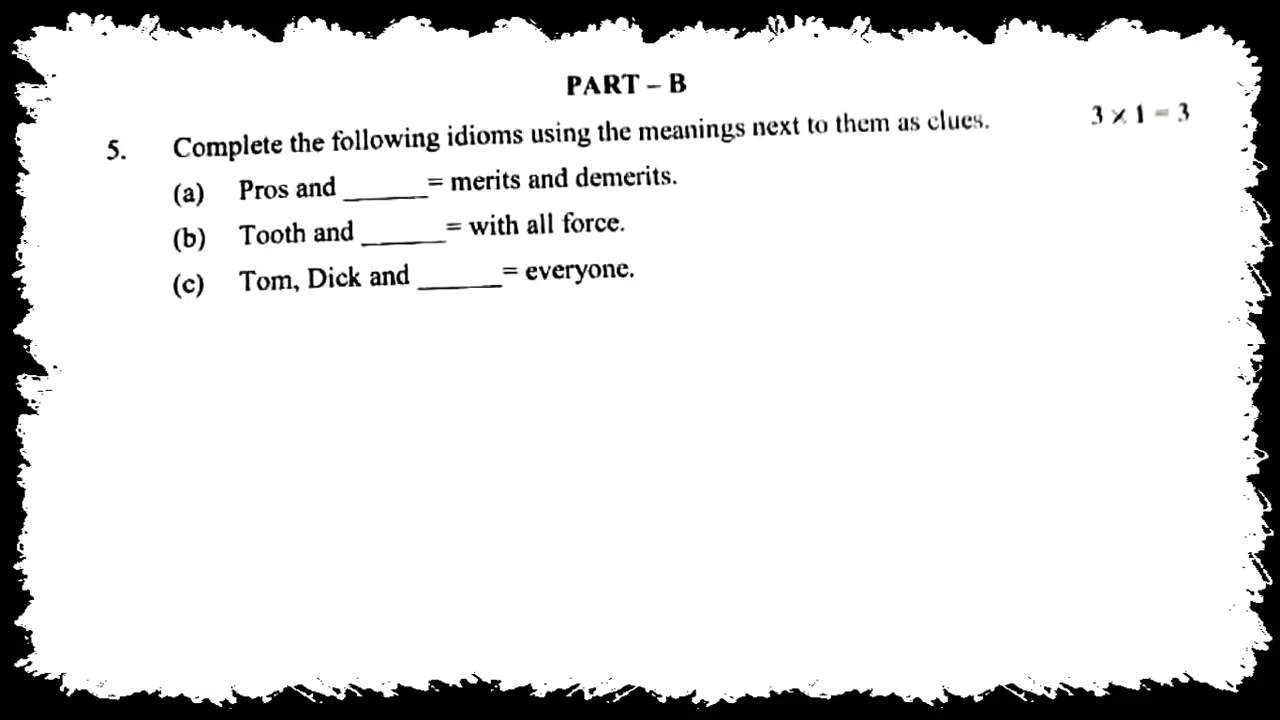 PART – B
5. Complete the following idioms using the meanings next to them as clues. 3 × 1 = 3
(a) Pros and ______= merits and demerits.
(b) Tooth and ______= with all force.
(c) Tom, Dick and ______= everyone.